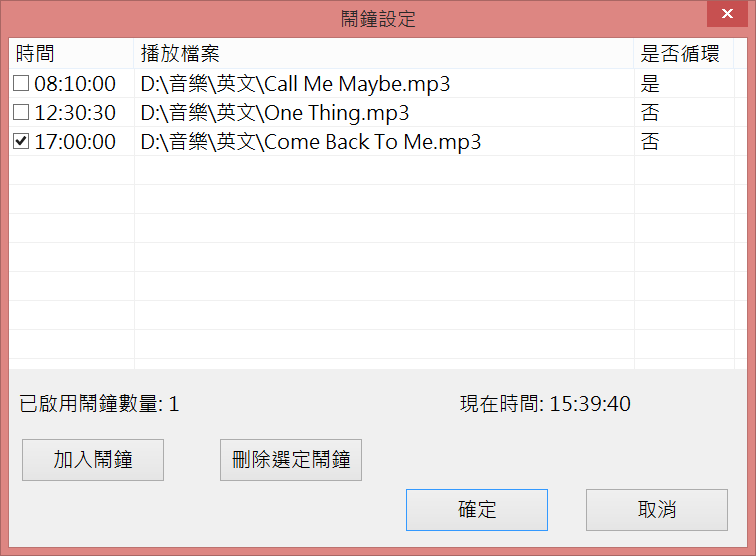 鬧鐘設定
時間 播放檔案 是否循環
08:10:00 D:\音樂\英文\Call Me Maybe.mp3 是
12:30:30 D:\音樂\英文\One Thing.mp3 否
17:00:00 D:\音樂\英文\Come Back To Me.mp3 否
已啟用鬧鐘數量: 1 現在時間: 15:39:40
加入鬧鐘 刪除選定鬧鐘
確定 取消